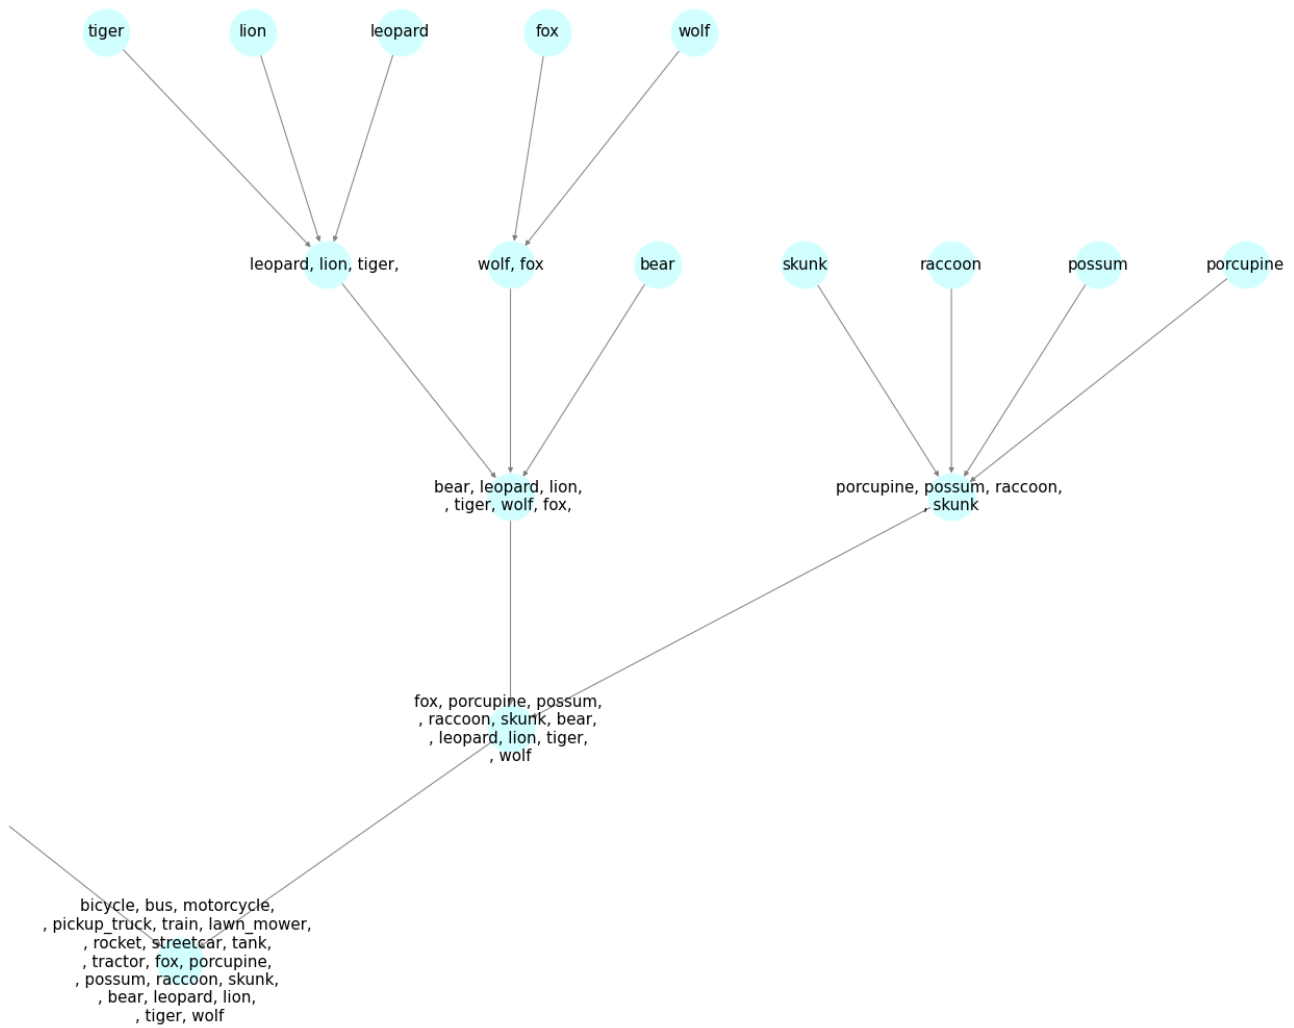 tiger
lion
leopard
fox
wolf
leopard, lion, tiger,
wolf, fox
bear
skunk
raccoon
possum
porcupine
bear, leopard, lion,
, tiger, wolf, fox,
porcupine, possum, raccoon,
, skunk
fox, porcupine, possum,
, raccoon, skunk, bear,
, leopard, lion, tiger,
, wolf
bicycle, bus, motorcycle,
, pickup_truck, train, lawn_mower,
, rocket, streetcar, tank,
, tractor, fox, porcupine,
, possum, raccoon, skunk,
, bear, leopard, lion,
, tiger, wolf